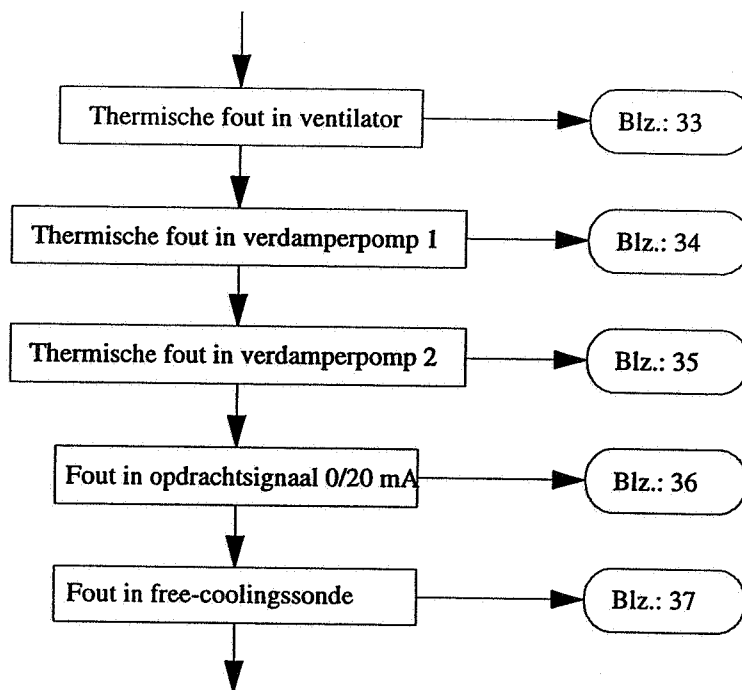 Thermische fout in ventilator
Blz.: 33
Thermische fout in verdamperpomp 1
Blz.: 34
Thermische fout in verdamperpomp 2
Blz.: 35
Fout in opdrachtsignaal 0/20 mA
Blz.: 36
Fout in free-coolingssonde
Blz.: 37